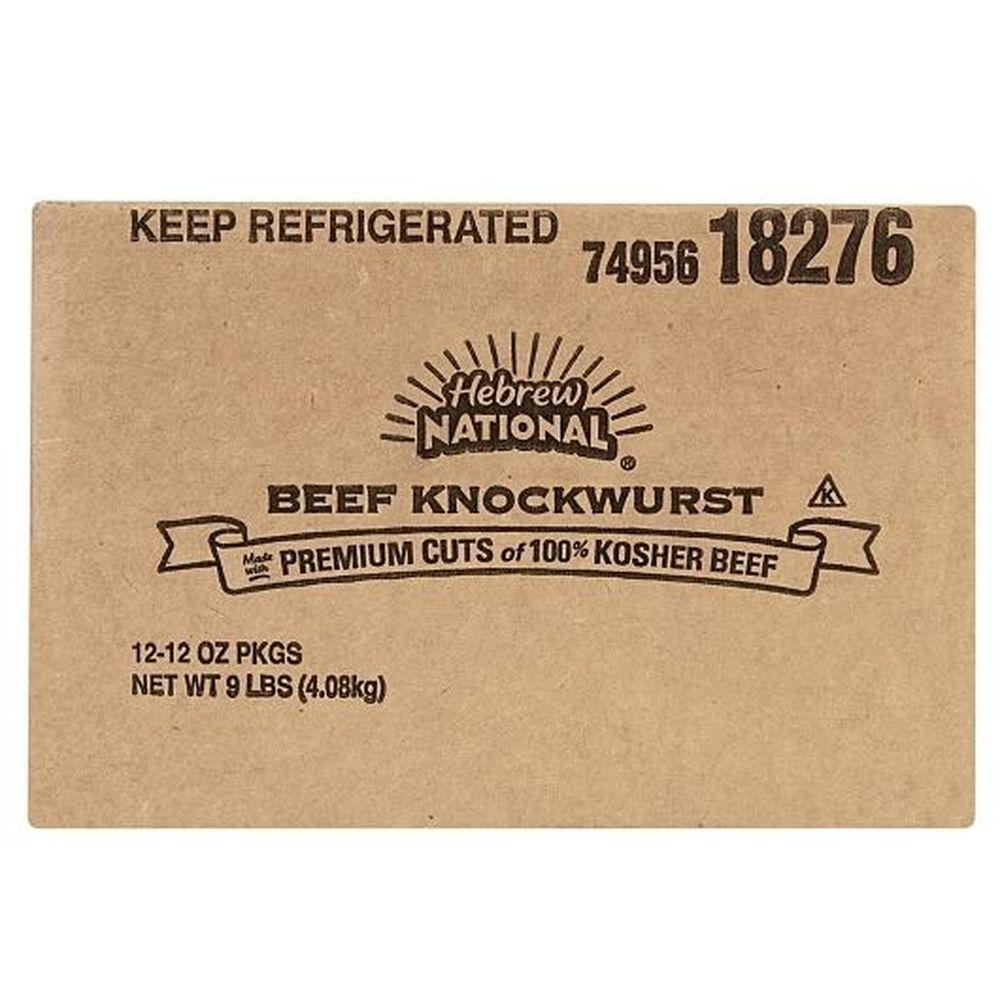 KEEP REFRIGERATED
74956 18276
Hebrew
NATIONAL
®
BEEF KNOCKWURST
K
Made with PREMIUM CUTS of 100% KOSHER BEEF
12-12 OZ PKGS
NET WT 9 LBS (4.08kg)